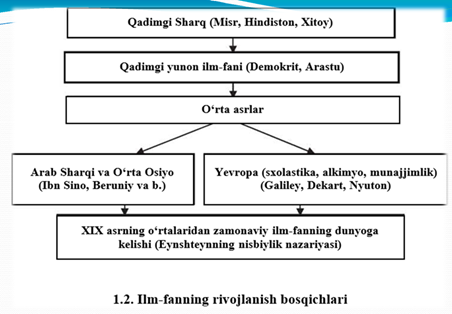 Qadimgi Sharq (Misr, Hindiston, Xitoy)
Qadimgi yunon ilm-fani (Demokrit, Arastu)
O‘rta asrlar
Arab Sharqi va O‘rta Osiyo
(Ibn Sino, Beruniy va b.)
Yevropa (sxolastika, alkimyo, munajjimlik)
(Galiley, Dekart, Nyuton)
XIX asrning o‘rtalaridan zamonaviy ilm-fanning dunyoga
kelishi (Eynshteynning nisbiylik nazariyasi)
1.2. Ilm-fanning rivojlanish bosqichlari